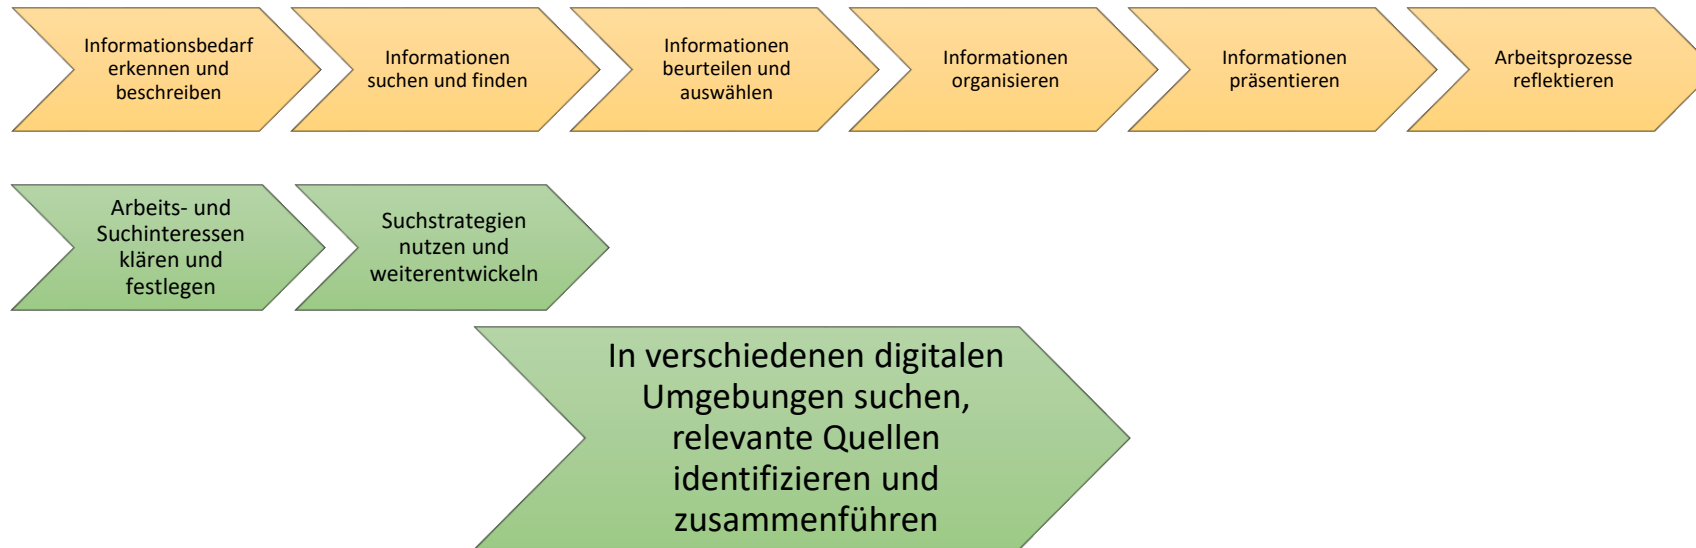 Informationsbedarf
erkennen und
beschreiben
Informationen
suchen und finden
Informationen
beurteilen und
auswählen
Informationen
organisieren
Informationen
präsentieren
Arbeitsprozesse
reflektieren
Arbeits- und
Suchinteressen
klären und
festlegen
Suchstrategien
nutzen und
weiterentwickeln
In verschiedenen digitalen
Umgebungen suchen,
relevante Quellen
identifizieren und
zusammenführen